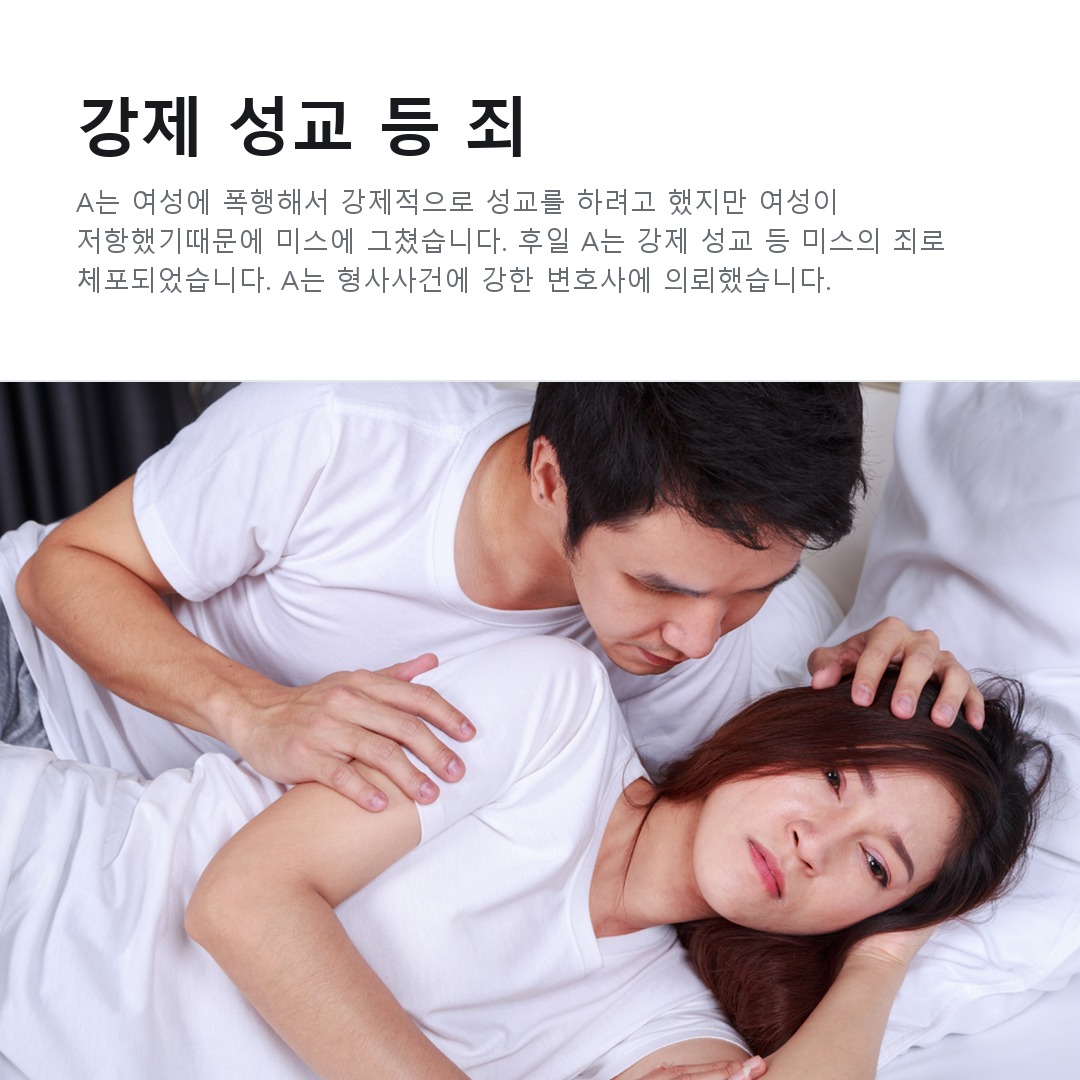 강제 성교 등 죄
A는 여성에 폭행해서 강제적으로 성교를 하려고 했지만 여성이
저항했기때문에 미스에 그쳤습니다. 후일 A는 강제 성교 등 미스의 죄로
체포되었습니다. A는 형사사건에 강한 변호사에 의뢰했습니다.